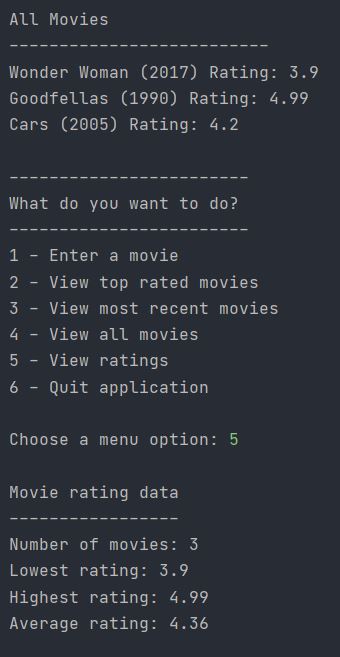 All Movies
--------------------------
Wonder Woman (2017) Rating: 3.9
Goodfellas (1990) Rating: 4.99
Cars (2005) Rating: 4.2
------------------------
What do you want to do?
------------------------
1 - Enter a movie
2 - View top rated movies
3 - View most recent movies
4 - View all movies
5 - View ratings
6 - Quit application
Choose a menu option: 5
Movie rating data
-----------------
Number of movies: 3
Lowest rating: 3.9
Highest rating: 4.99
Average rating: 4.36